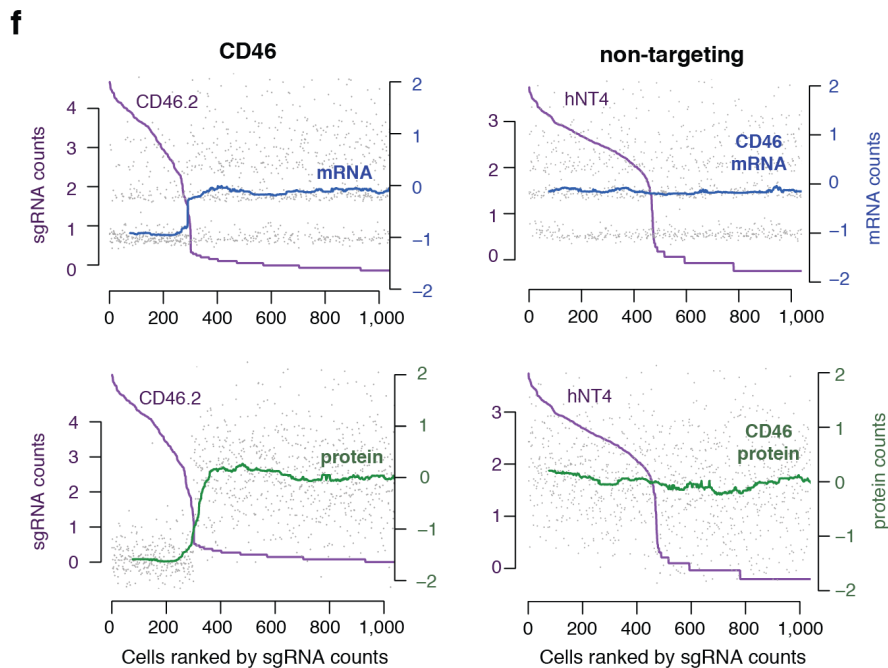 f
CD46
non-targeting
sgRNA counts
4
3
2
1
0
CD46.2
mRNA
2
1
0
−1
−2
0 200 400 600 800 1,000
3
2
1
0
hNT4
CD46
mRNA
2
1
0
−1
−2
mRNA counts
0 200 400 600 800 1,000
sgRNA counts
4
3
2
1
0
CD46.2
protein
2
1
0
−1
−2
0 200 400 600 800 1,000
Cells ranked by sgRNA counts
3
2
1
0
hNT4
CD46
protein
2
1
0
−1
−2
protein counts
0 200 400 600 800 1,000
Cells ranked by sgRNA counts